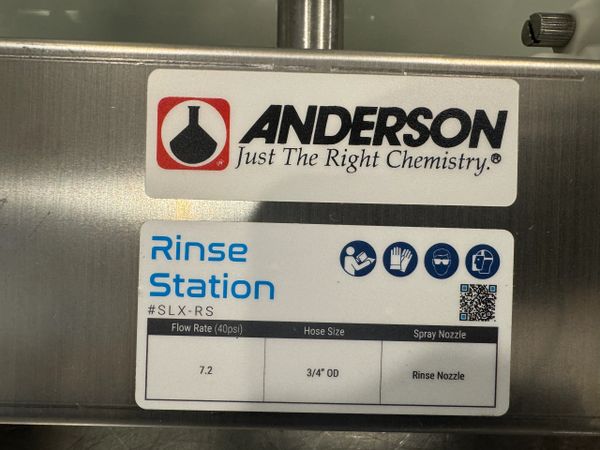 ANDERSON
Just The Right Chemistry.®
Rinse
Station
#SLX-RS
Flow Rate (40psi) Hose Size Spray Nozzle
7.2 3/4" OD Rinse Nozzle